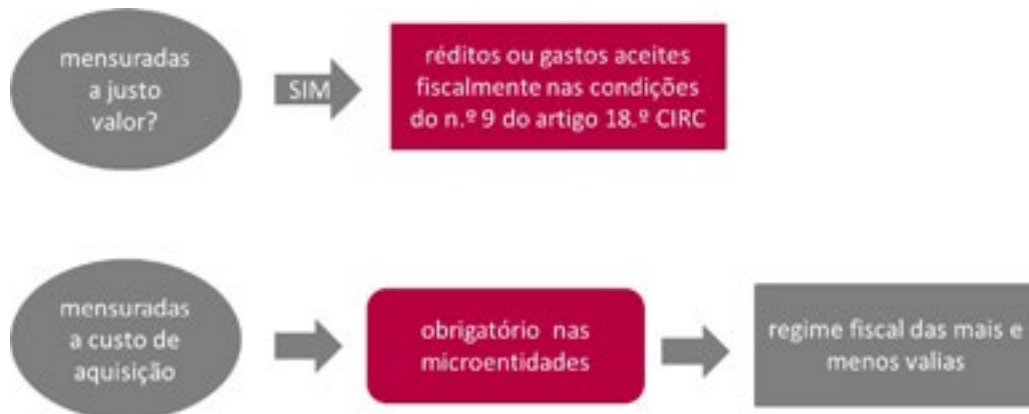 mensuradas
a justo
valor?
SIM
réditos ou gastos aceites
fiscalmente nas condições
do n.º 9 do artigo 18.º CIRC
mensuradas
a custo de
aquisição
obrigatório nas
microentidades
regime fiscal das mais e
menos valias